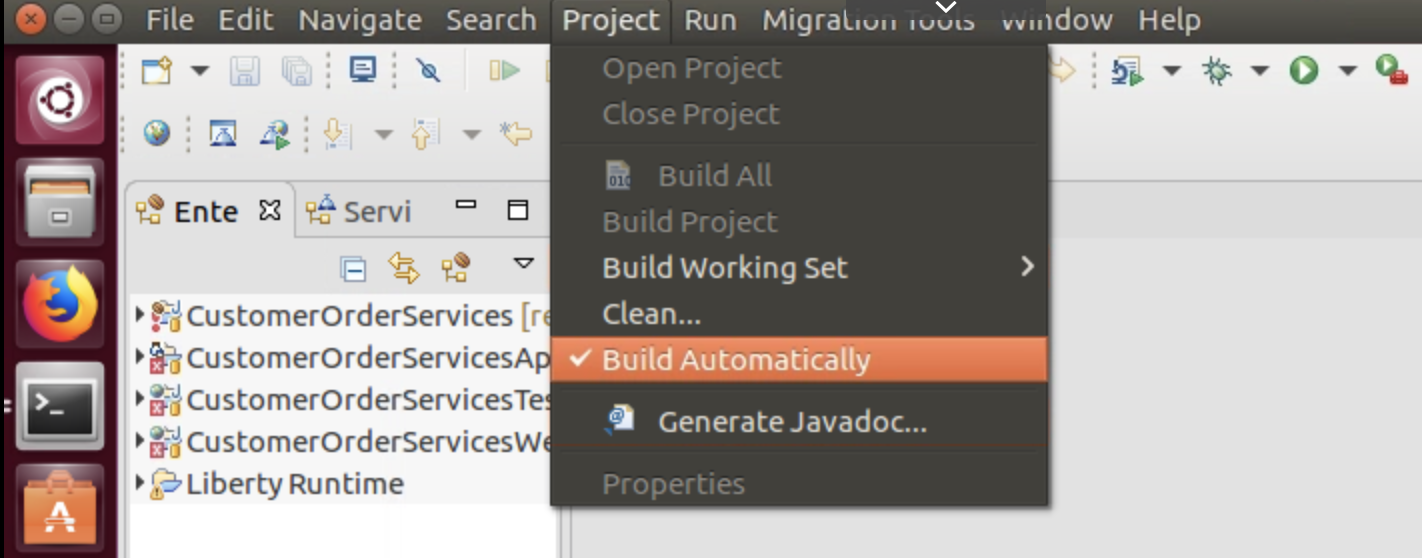 File Edit Navigate Search Project Run Migration Tools Window Help
Open Project
Close Project
Build All
Build Project
Build Working Set
Clean...
Build Automatically
Generate Javadoc...
Properties
Ente Servi
CustomerOrderServices [re
CustomerOrderServicesAp
CustomerOrderServicesTes
CustomerOrderServicesWe
Liberty Runtime